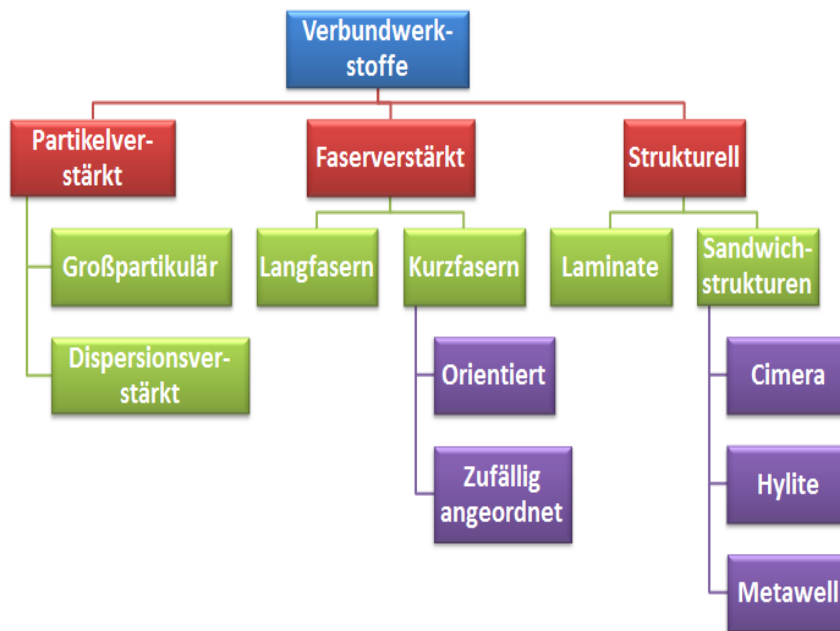 Verbundwerk-
stoffe
Partikelver-
stärkt
Faserverstärkt
Strukturell
Großpartikulär
Langfasern
Kurzfasern
Laminate
Sandwich-
strukturen
Dispersionsver-
stärkt
Orientiert
Cimera
Zufällig
angeordnet
Hylite
Metawell